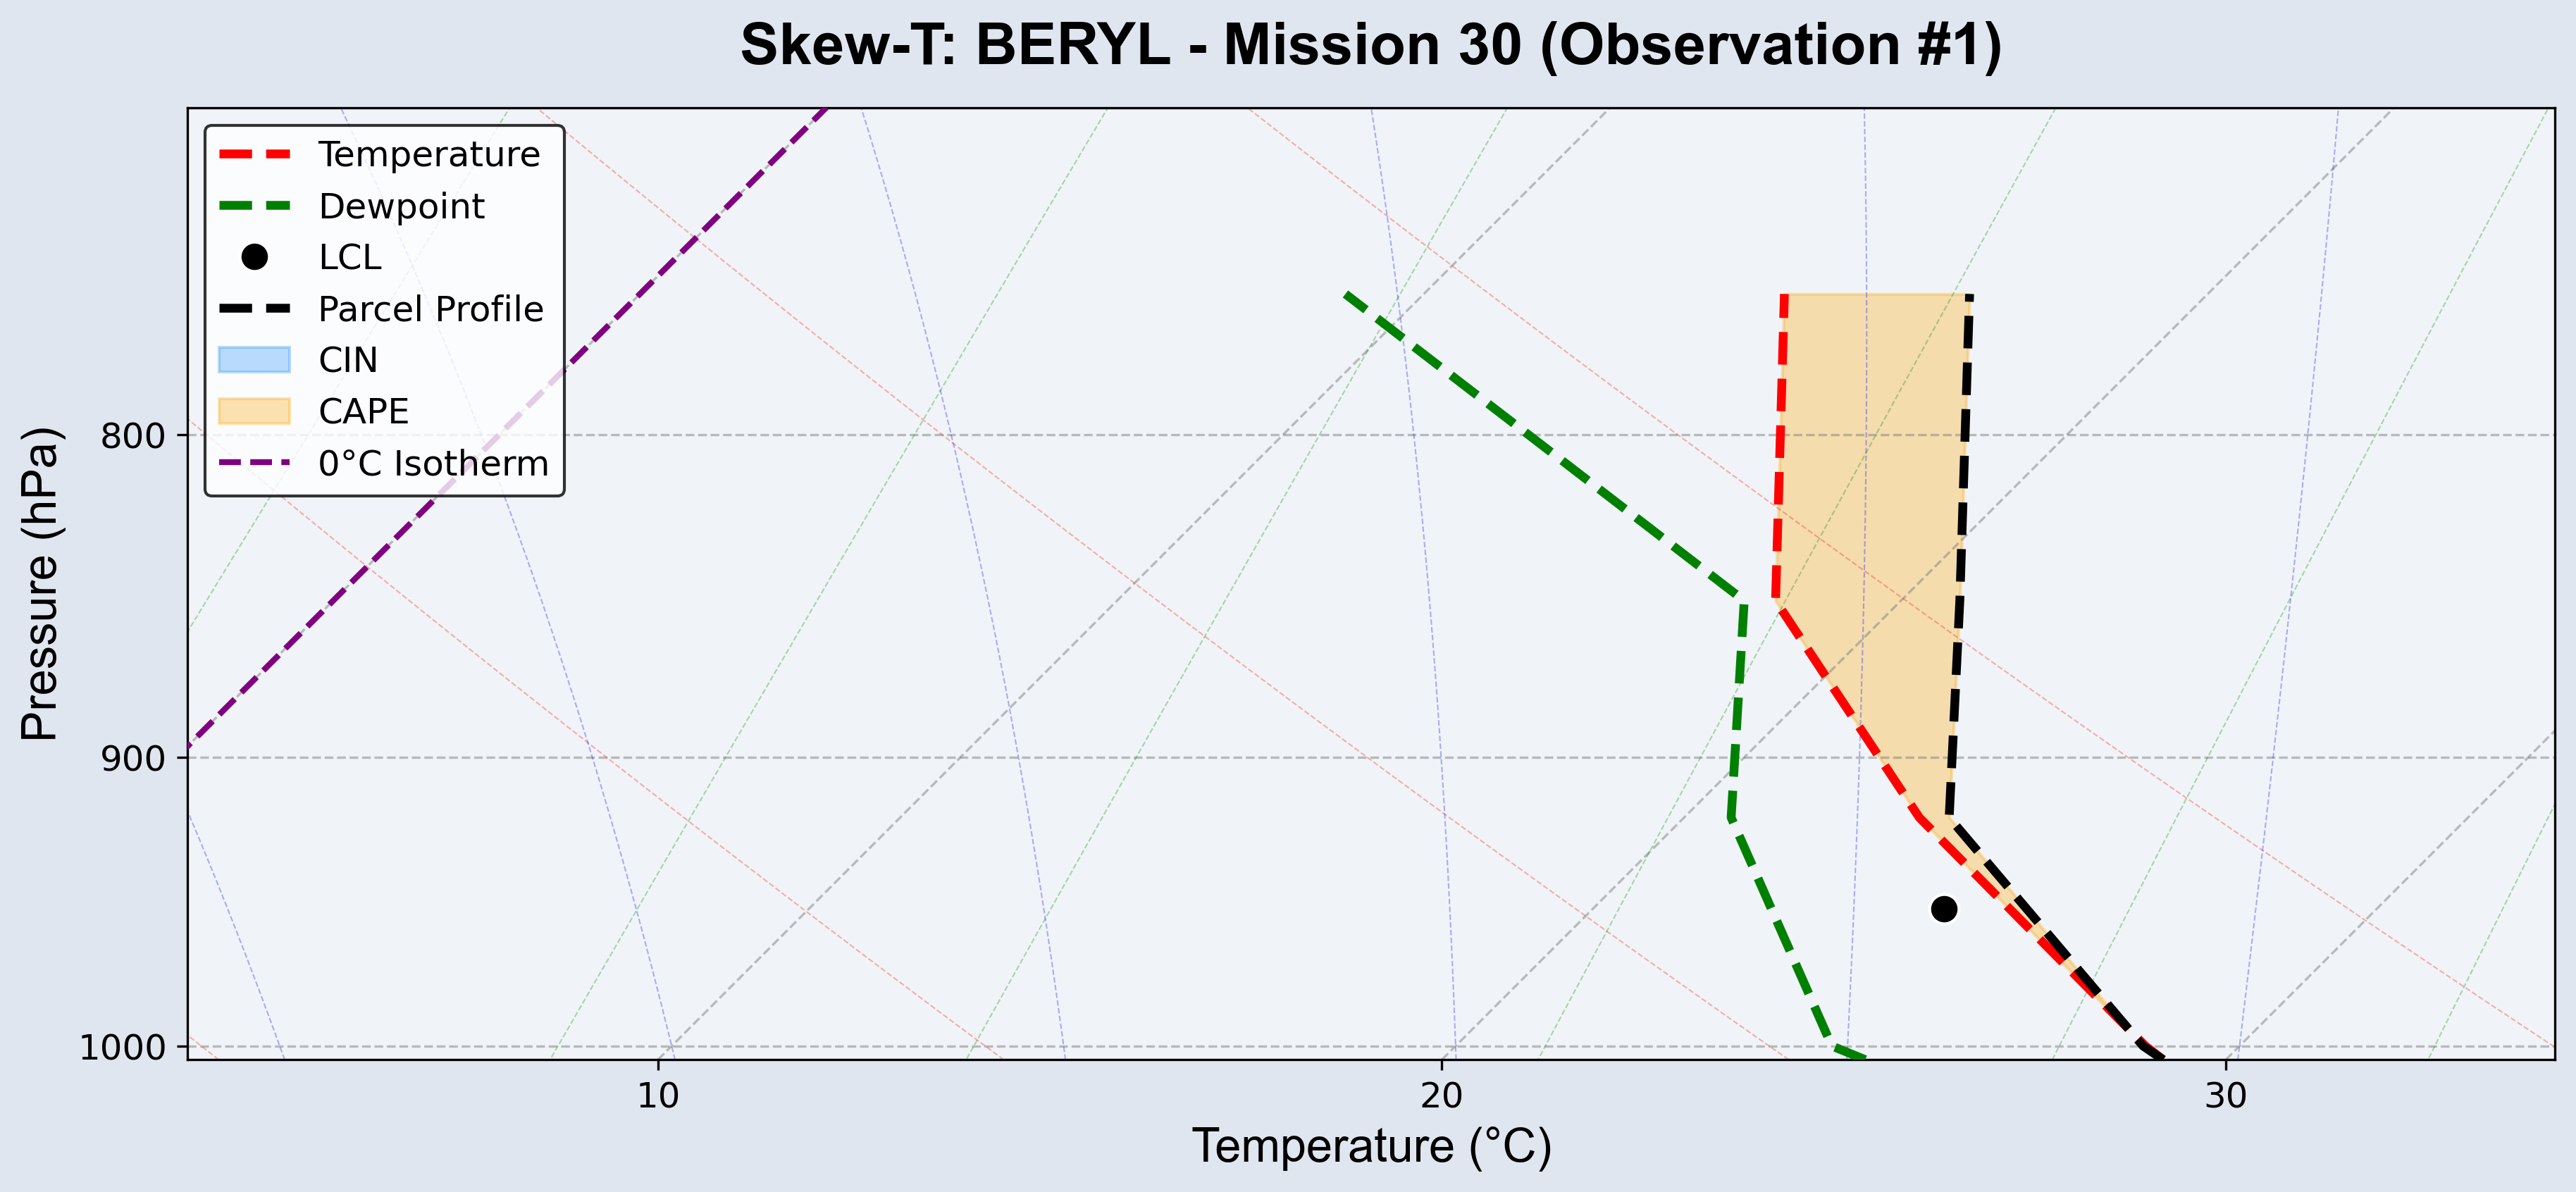 Skew-T: BERYL - Mission 30 (Observation #1)
Temperature
Dewpoint
LCL
Parcel Profile
CIN
CAPE
0°C Isotherm
Pressure (hPa)
800
900
1000
10
20
30
Temperature (°C)